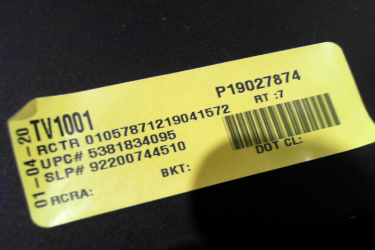 01-04-20
TV1001
P19027874
RCTR 01057871219041572
RT :7
UPC# 5381834095
SLP# 92200744510
DOT CL:
BKT:
RCRA: